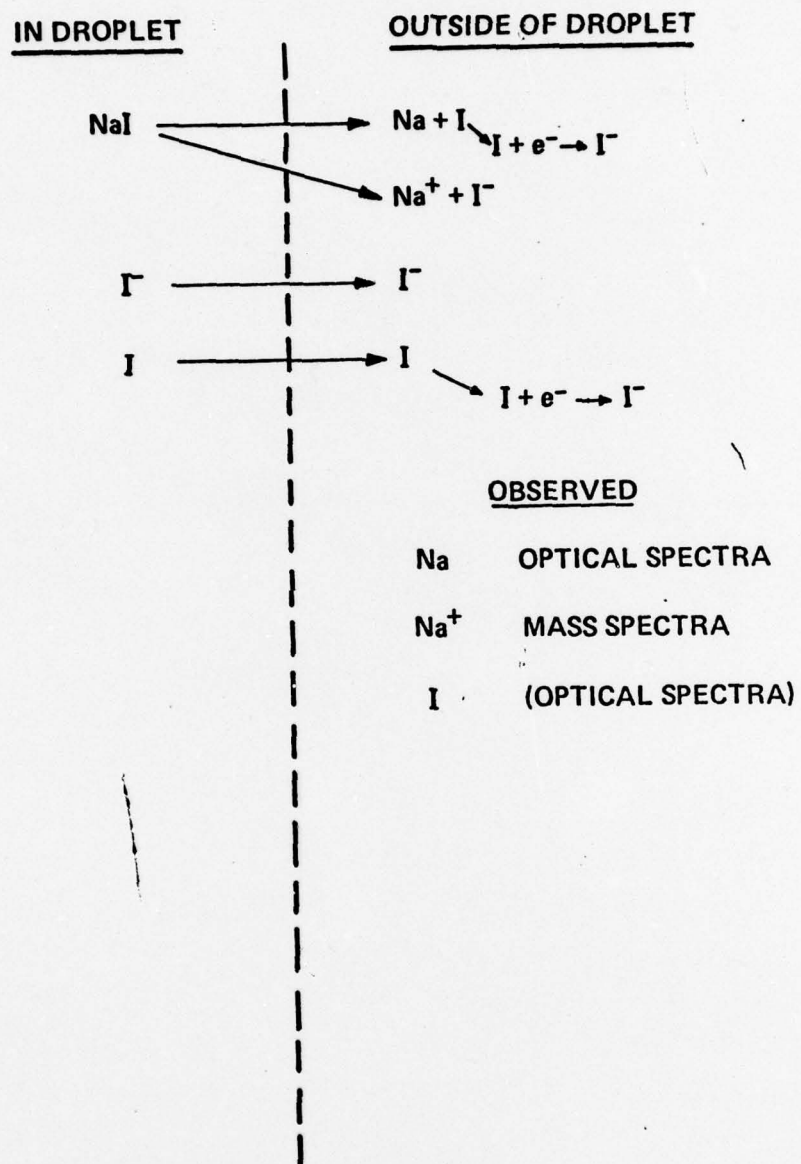 IN DROPLET
OUTSIDE OF DROPLET
NaI
Na + I
I + e⁻ → I⁻
Na⁺ + I⁻
I⁻
I⁻
I
I
I + e⁻ → I⁻
OBSERVED
Na OPTICAL SPECTRA
Na⁺ MASS SPECTRA
I (OPTICAL SPECTRA)